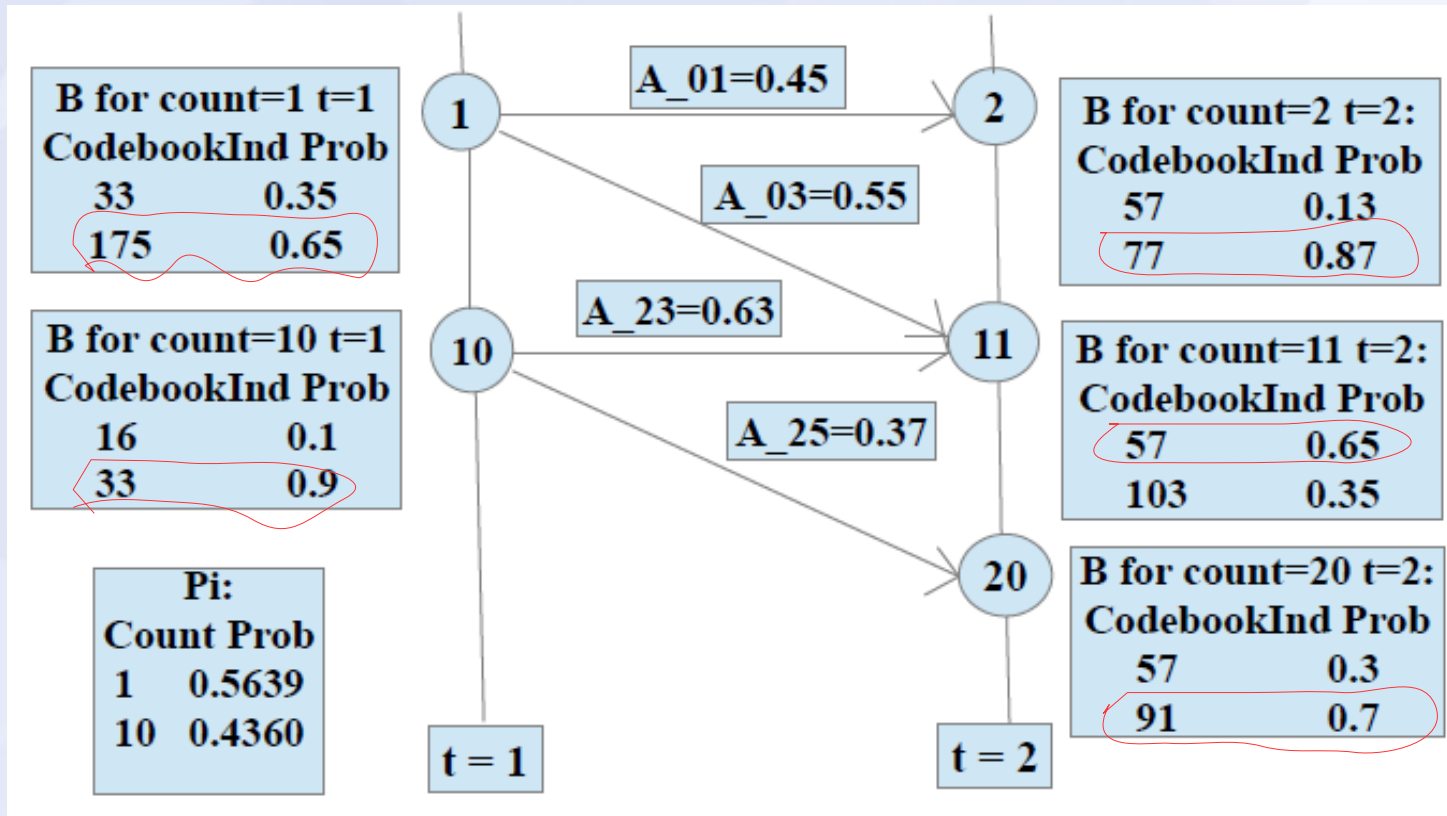 B for count=1 t=1
CodebookInd Prob
33 0.35
175 0.65
B for count=10 t=1
CodebookInd Prob
16 0.1
33 0.9
Pi:
Count Prob
1 0.5639
10 0.4360
1
10
t = 1
A_01=0.45
A_03=0.55
A_23=0.63
A_25=0.37
2
11
20
t = 2
B for count=2 t=2:
CodebookInd Prob
57 0.13
77 0.87
B for count=11 t=2:
CodebookInd Prob
57 0.65
103 0.35
B for count=20 t=2:
CodebookInd Prob
57 0.3
91 0.7